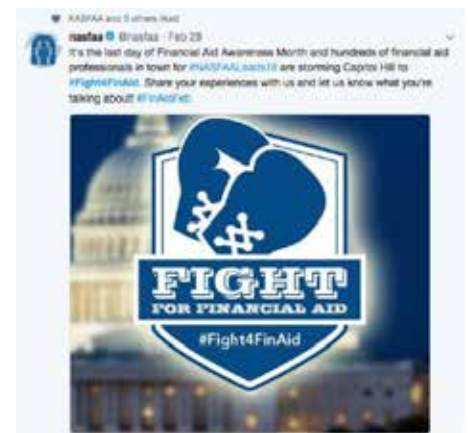 NASFAA and 5 others liked
nasfaa @nasfaa · Feb 28
It's the last day of Financial Aid Awareness Month and hundreds of financial aid
professionals in town for #NASFAALeads18 are storming Capitol Hill to
#Fight4FinAid. Share your experiences with us and let us know what you're
talking about! #FinAidFeb
FIGHT
FOR FINANCIAL AID
#Fight4FinAid